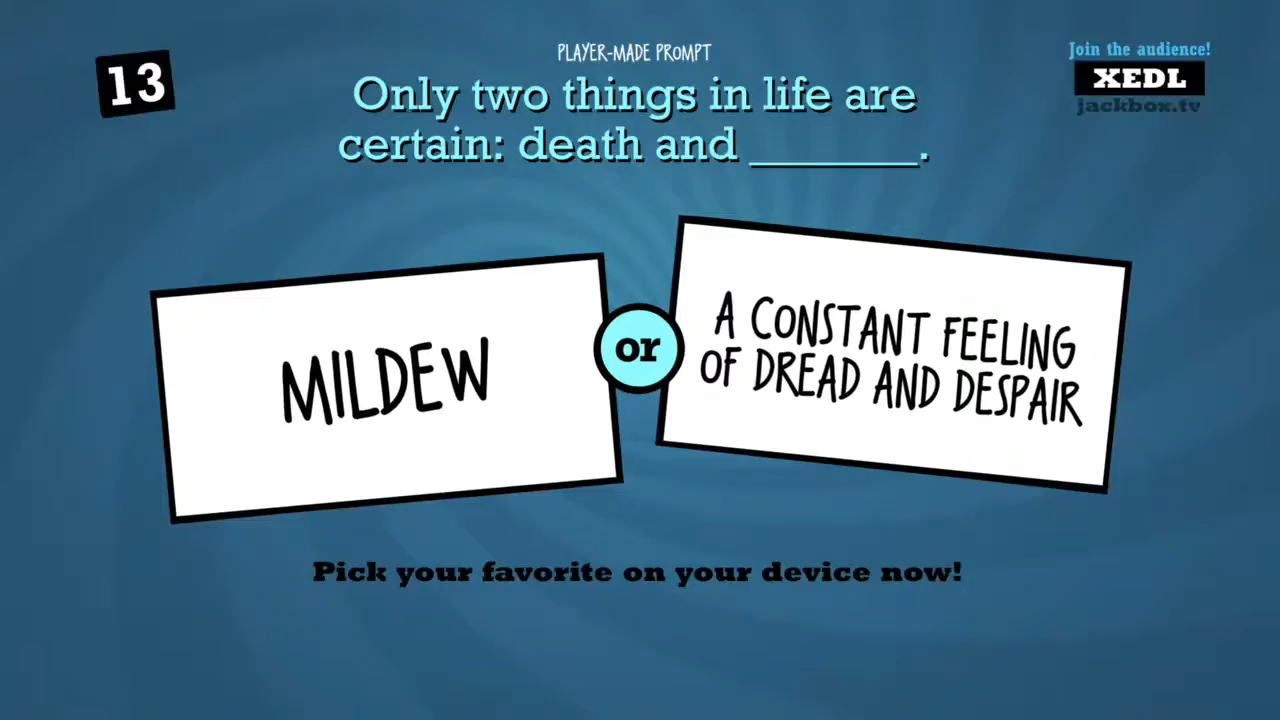 13
PLAYER-MADE PROMPT
Only two things in life are
certain: death and _______.
Join the audience!
XEDL
jackbox.tv
MILDEW
or
A CONSTANT FEELING
OF DREAD AND DESPAIR
Pick your favorite on your device now!